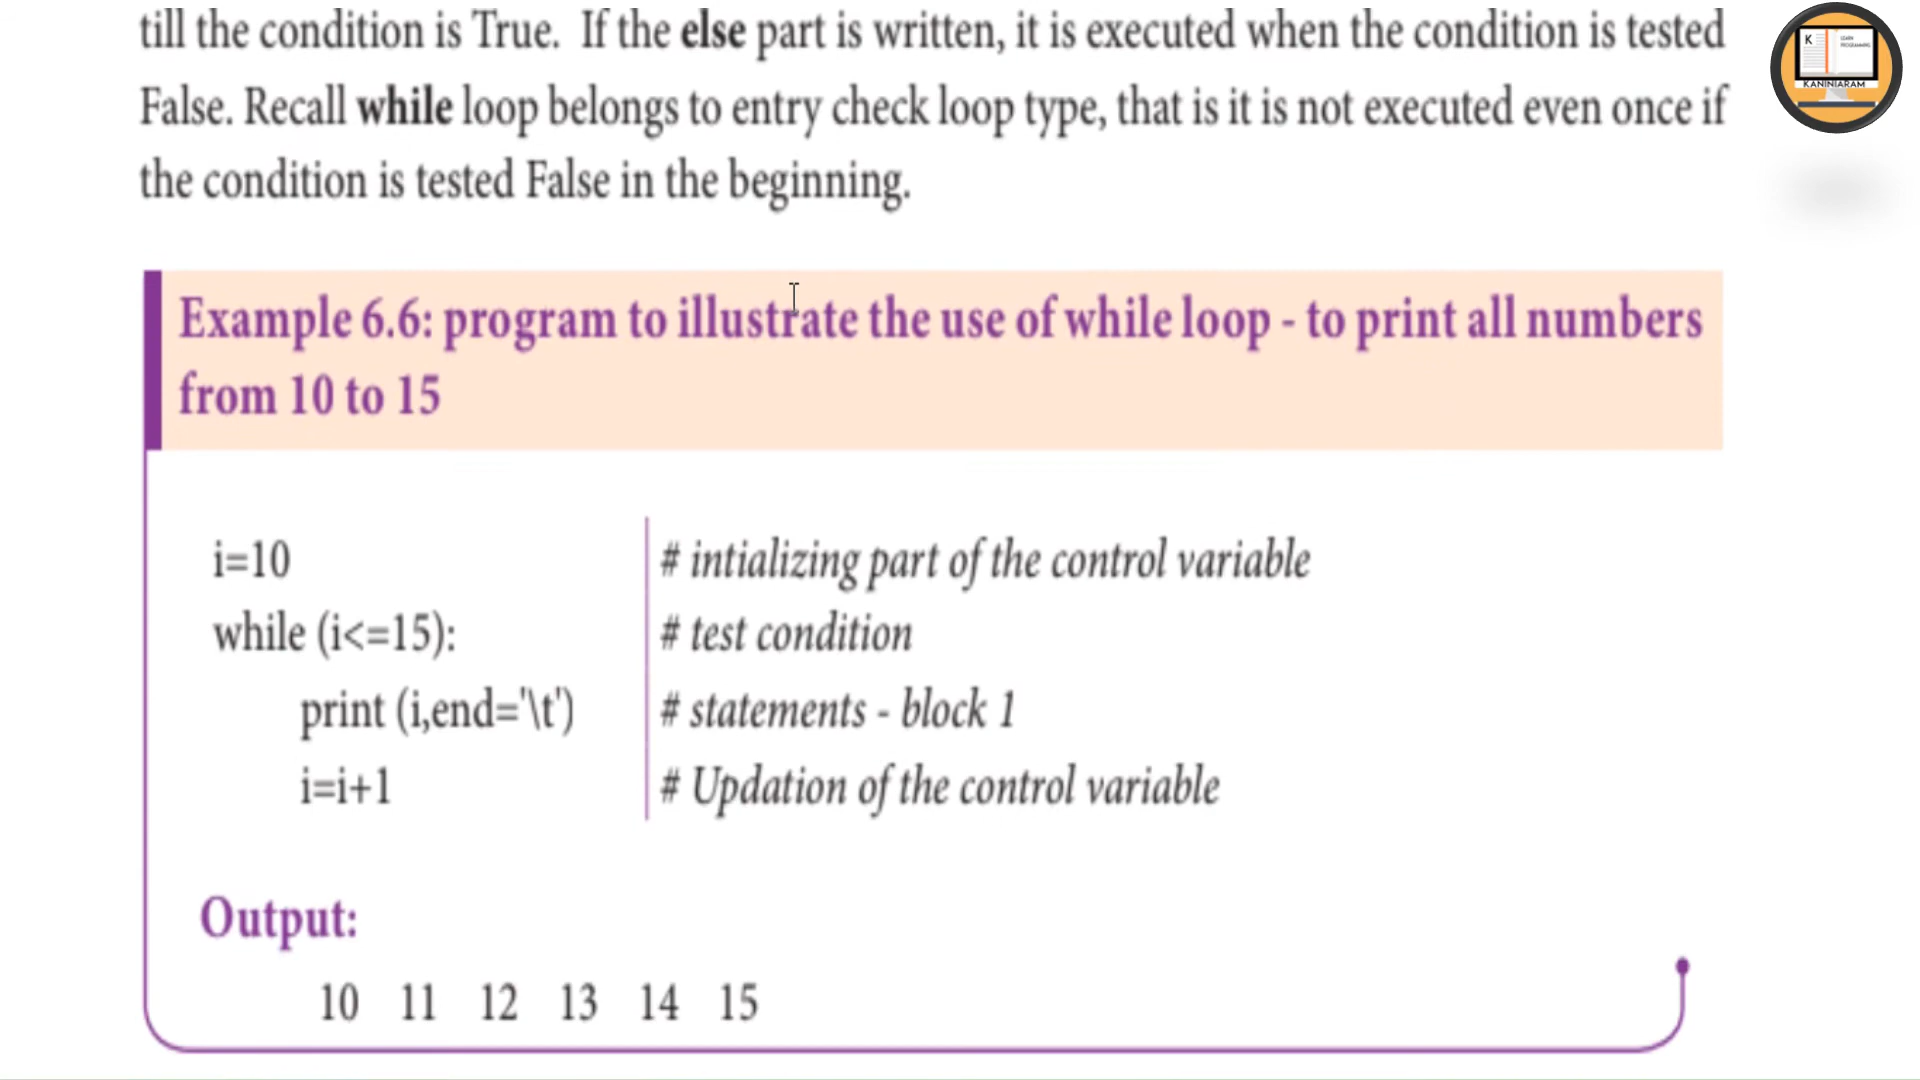 till the condition is True. If the else part is written, it is executed when the condition is tested
False. Recall while loop belongs to entry check loop type, that is it is not executed even once if
the condition is tested False in the beginning.
K
LEARN
PROGRAMMING
KANINIARAM
Example 6.6: program to illustrate the use of while loop - to print all numbers
from 10 to 15
i=10 # intializing part of the control variable
while (i<=15): # test condition
print (i,end='\t') # statements - block 1
i=i+1 # Updation of the control variable
Output:
10 11 12 13 14 15